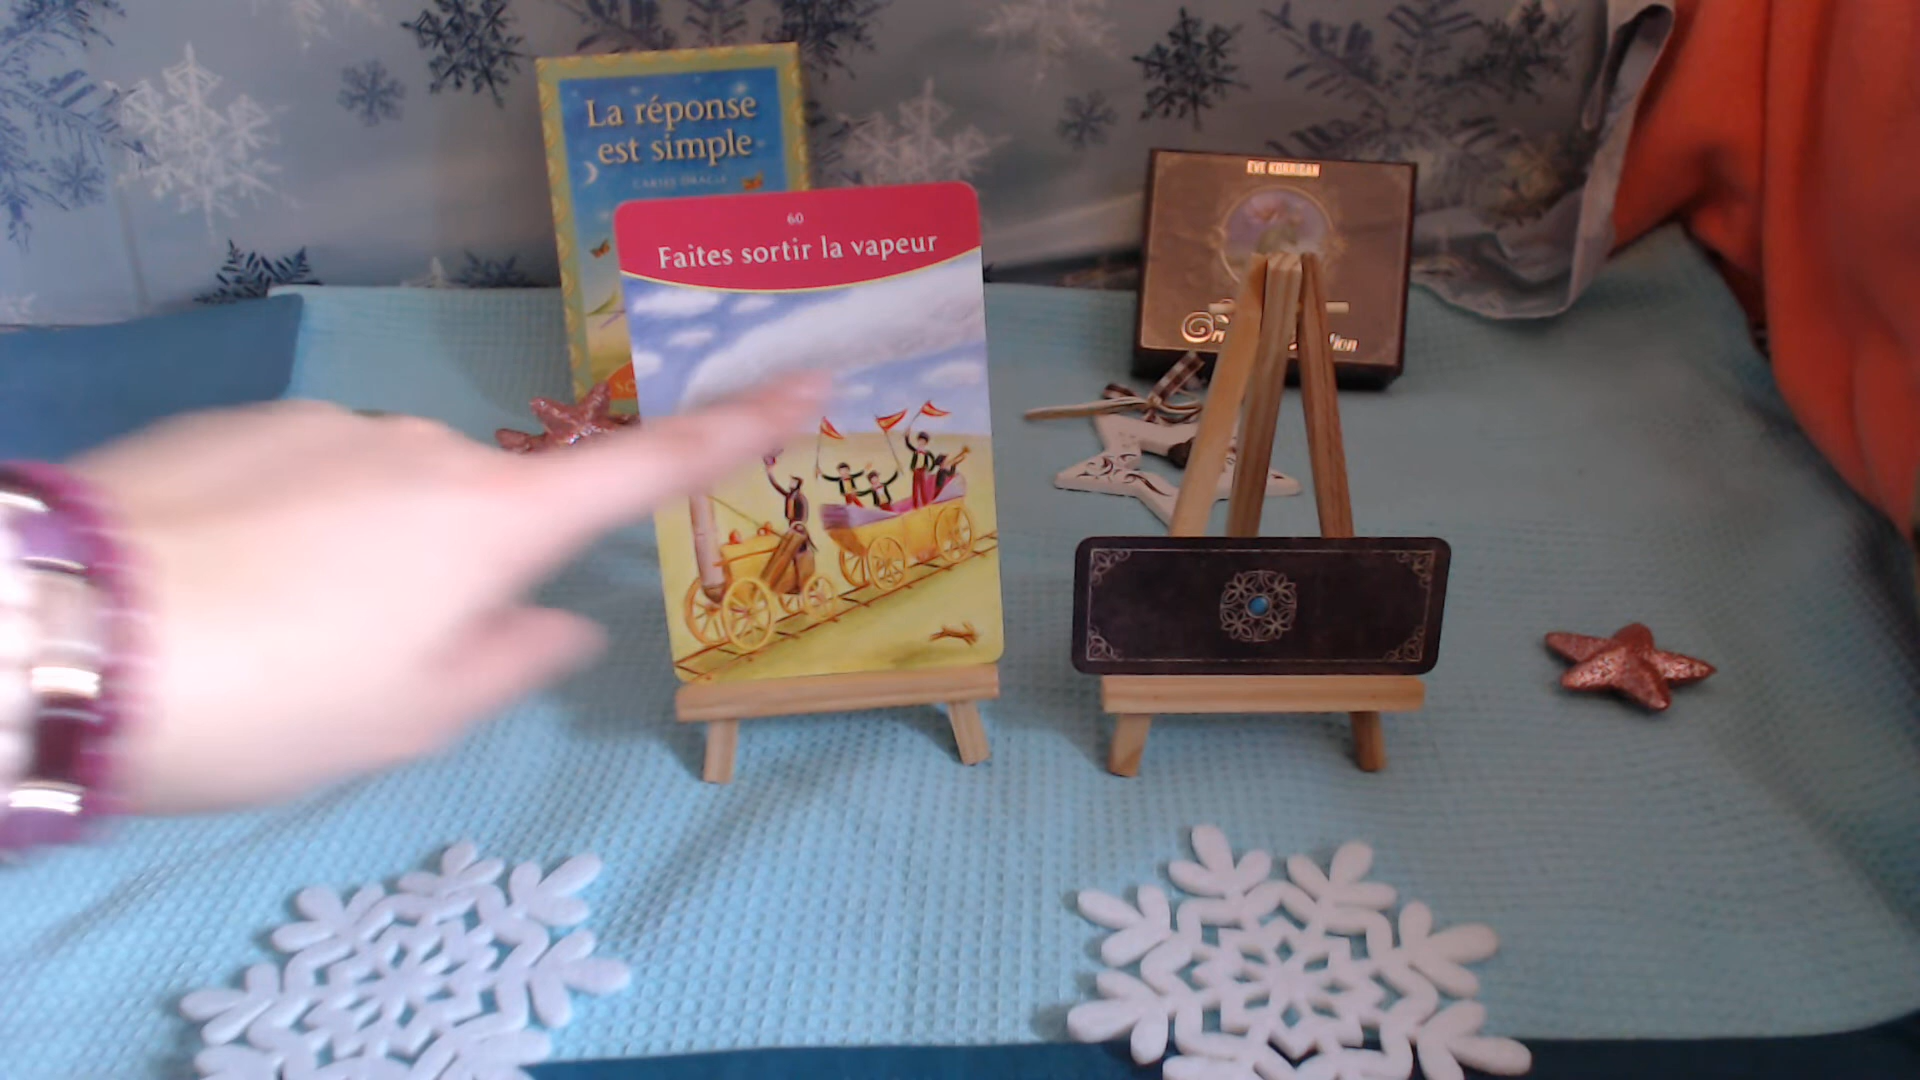 La réponse
est simple
CARTES ORACLE
60
Faites sortir la vapeur
EVE KORRIGAN